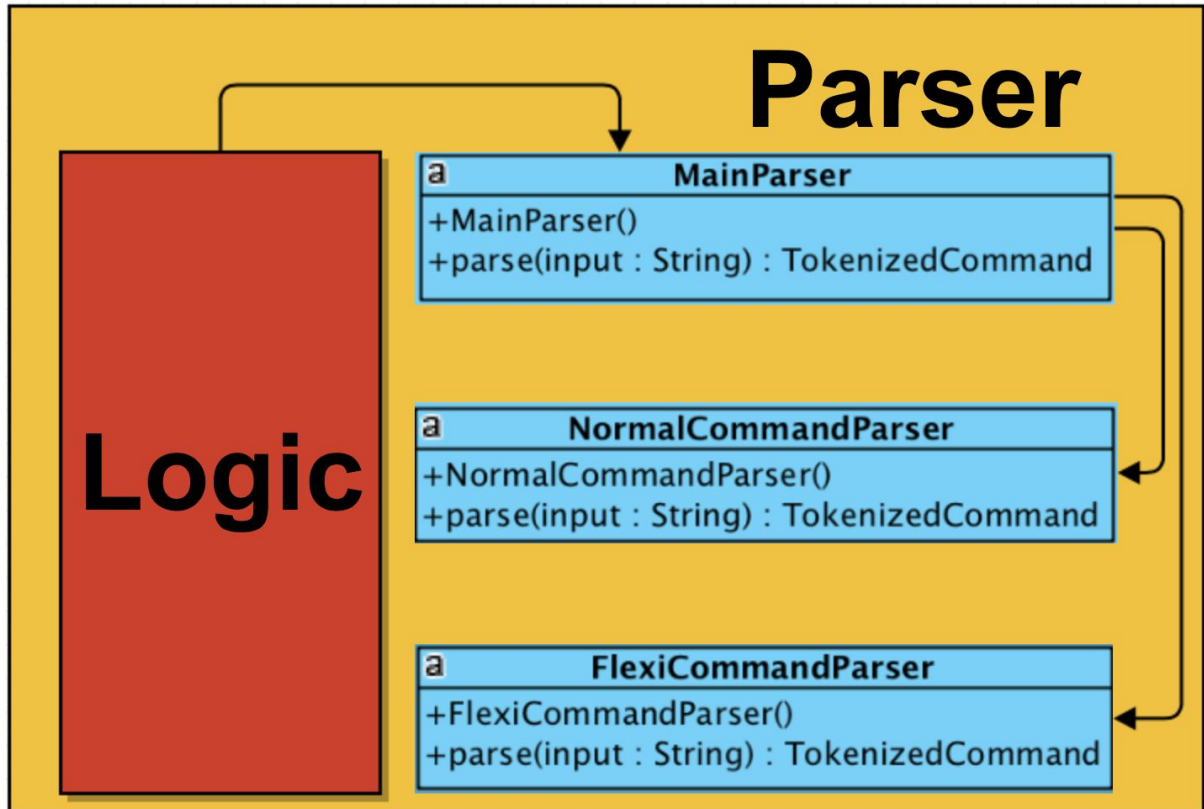 Parser
Logic
a MainParser
+MainParser()
+parse(input : String) : TokenizedCommand
a NormalCommandParser
+NormalCommandParser()
+parse(input : String) : TokenizedCommand
a FlexiCommandParser
+FlexiCommandParser()
+parse(input : String) : TokenizedCommand